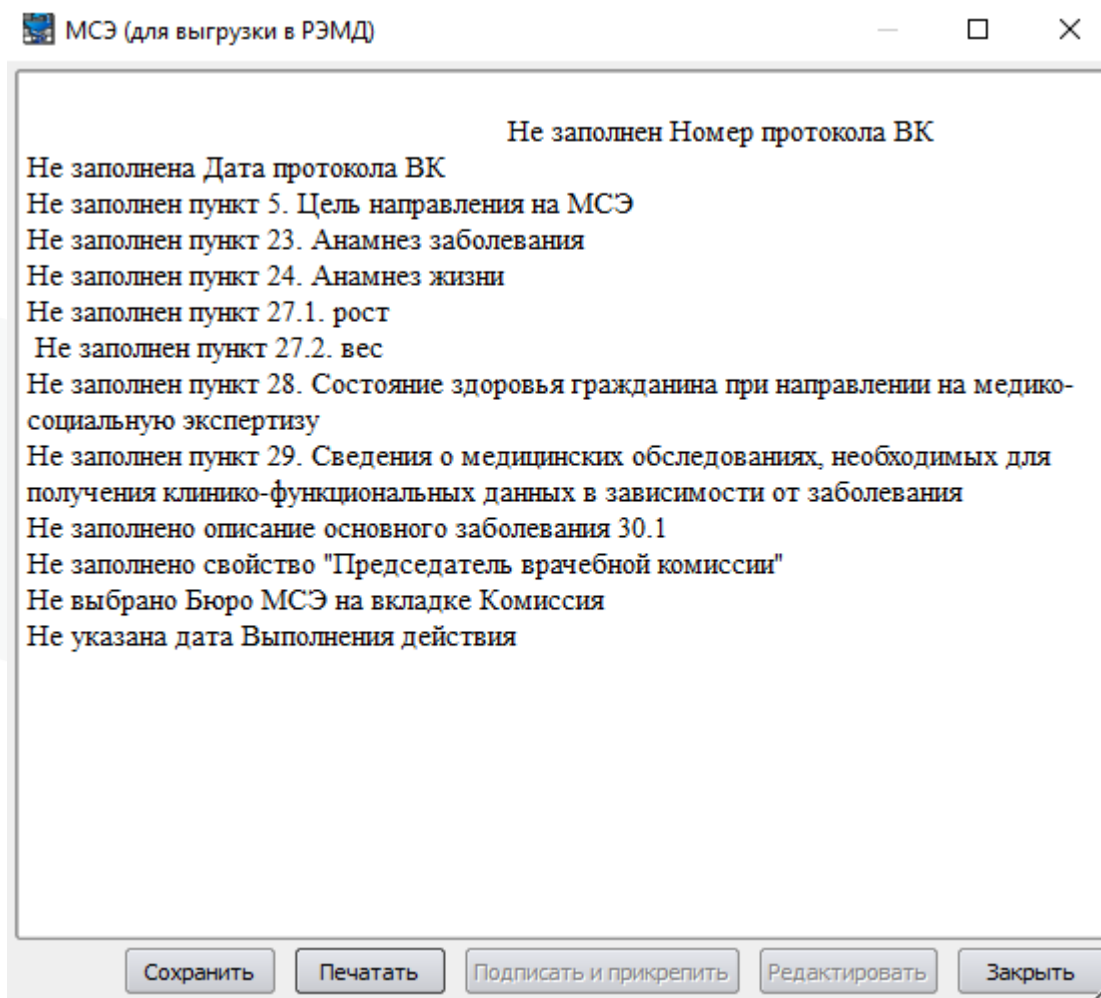 МСЭ (для выгрузки в РЭМД)
Не заполнен Номер протокола ВК
Не заполнена Дата протокола ВК
Не заполнен пункт 5. Цель направления на МСЭ
Не заполнен пункт 23. Анамнез заболевания
Не заполнен пункт 24. Анамнез жизни
Не заполнен пункт 27.1. рост
Не заполнен пункт 27.2. вес
Не заполнен пункт 28. Состояние здоровья гражданина при направлении на медико-
социальную экспертизу
Не заполнен пункт 29. Сведения о медицинских обследованиях, необходимых для
получения клинико-функциональных данных в зависимости от заболевания
Не заполнено описание основного заболевания 30.1
Не заполнено свойство "Председатель врачебной комиссии"
Не выбрано Бюро МСЭ на вкладке Комиссия
Не указана дата Выполнения действия
Сохранить Печатать Подписать и прикрепить Редактировать Закрыть